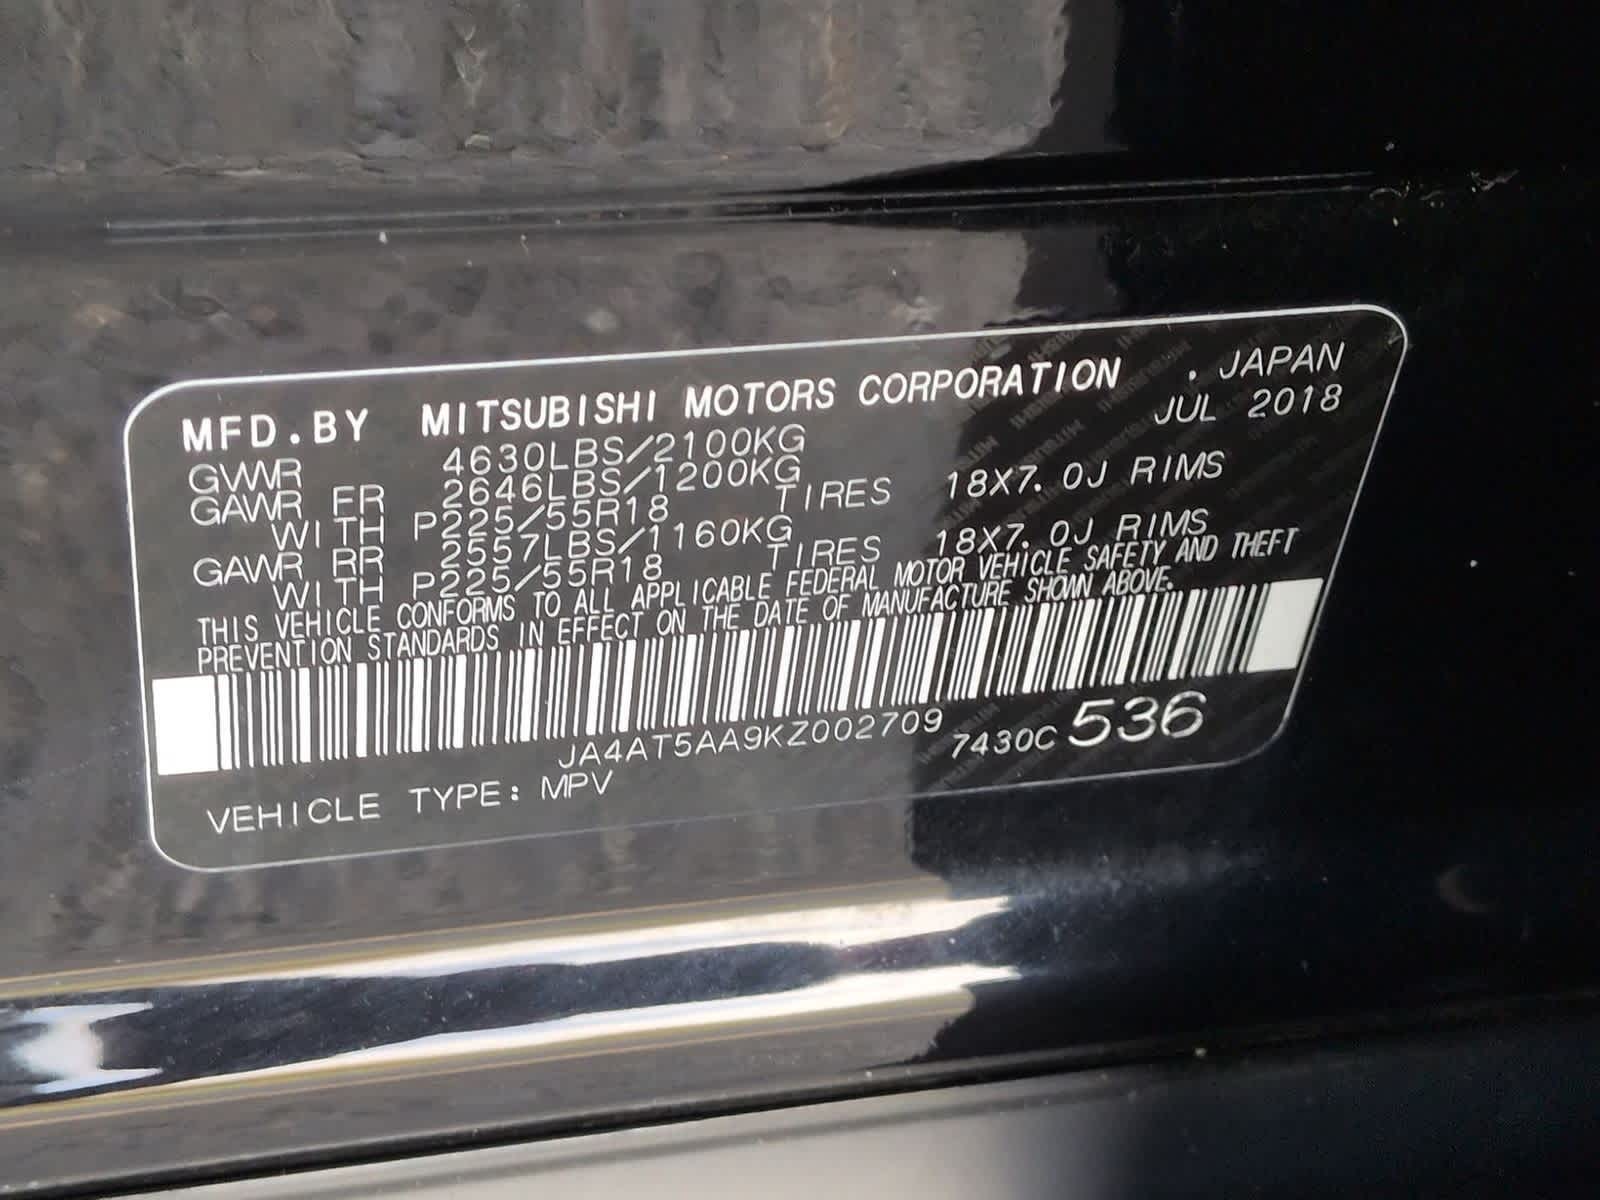 MFD.BY MITSUBISHI MOTORS CORPORATION . JAPAN
GVWR 4630LBS/2100KG JUL 2018
GAWR FR 2646LBS/1200KG
WITH P225/55R18 TIRES 18X7.0J RIMS
GAWR RR 2557LBS/1160KG
WITH P225/55R18 TIRES 18X7.0J RIMS
THIS VEHICLE CONFORMS TO ALL APPLICABLE FEDERAL MOTOR VEHICLE SAFETY AND THEFT
PREVENTION STANDARDS IN EFFECT ON THE DATE OF MANUFACTURE SHOWN ABOVE.
JA4AT5AA9KZ002709 7430C 536
VEHICLE TYPE: MPV